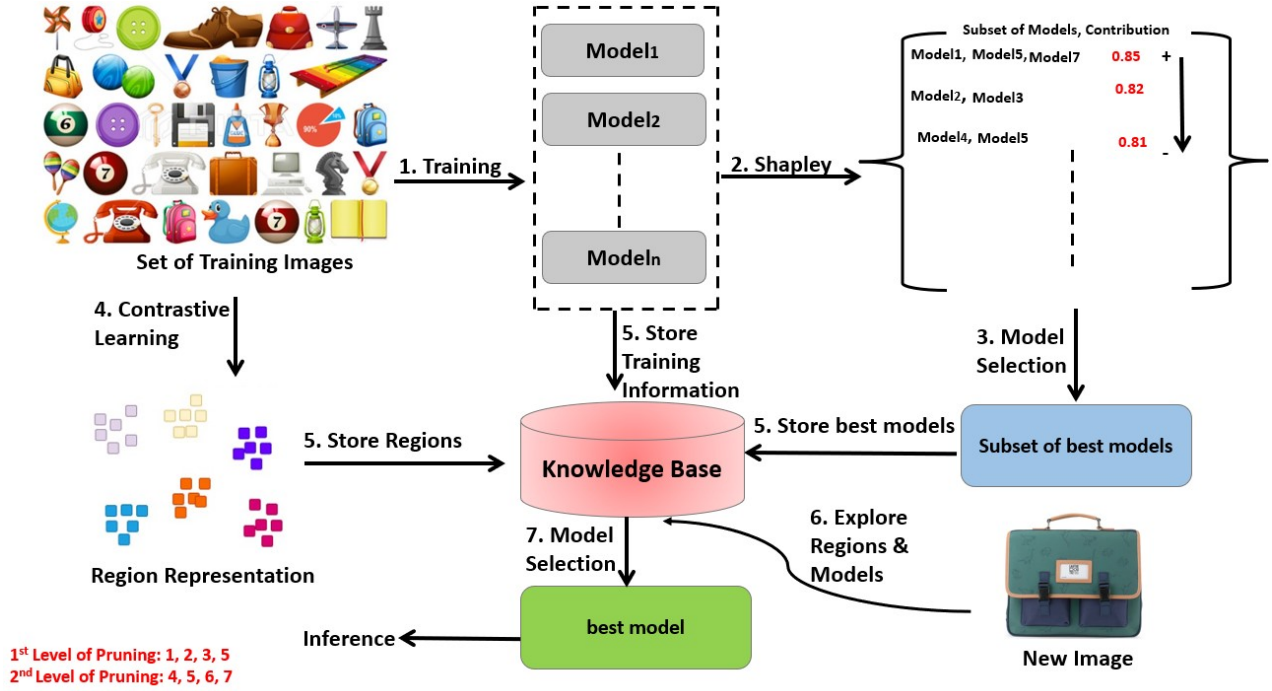 Subset of Models, Contribution
Model1, Model5, Model7 0.85 +
Model2, Model3 0.82
Model4, Model5 0.81 -
Model1
Model2
Modeln
1. Training
2. Shapley
6
90%
7
7
Set of Training Images
4. Contrastive
Learning
5. Store
Training
Information
3. Model
Selection
5. Store Regions
Knowledge Base
5. Store best models
Subset of best models
Region Representation
7. Model
Selection
6. Explore
Regions &
Models
best model
Inference
New Image
1st Level of Pruning: 1, 2, 3, 5
2nd Level of Pruning: 4, 5, 6, 7